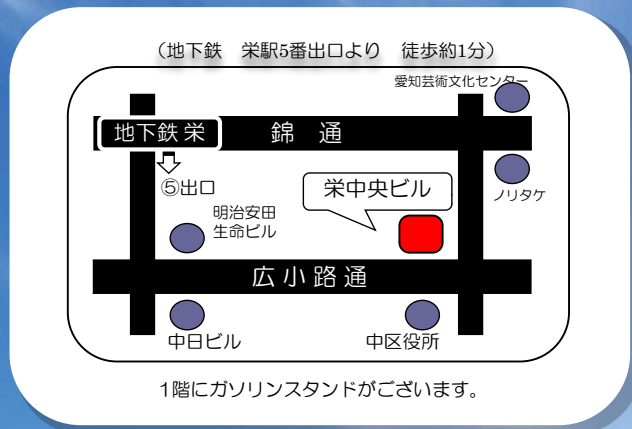 (地下鉄　栄駅5番出口より　徒歩約1分)
愛知芸術文化センター
地下鉄 栄
錦　通
⑤出口
栄中央ビル
ノリタケ
明治安田
生命ビル
広 小 路 通
中日ビル
中区役所
1階にガソリンスタンドがございます。